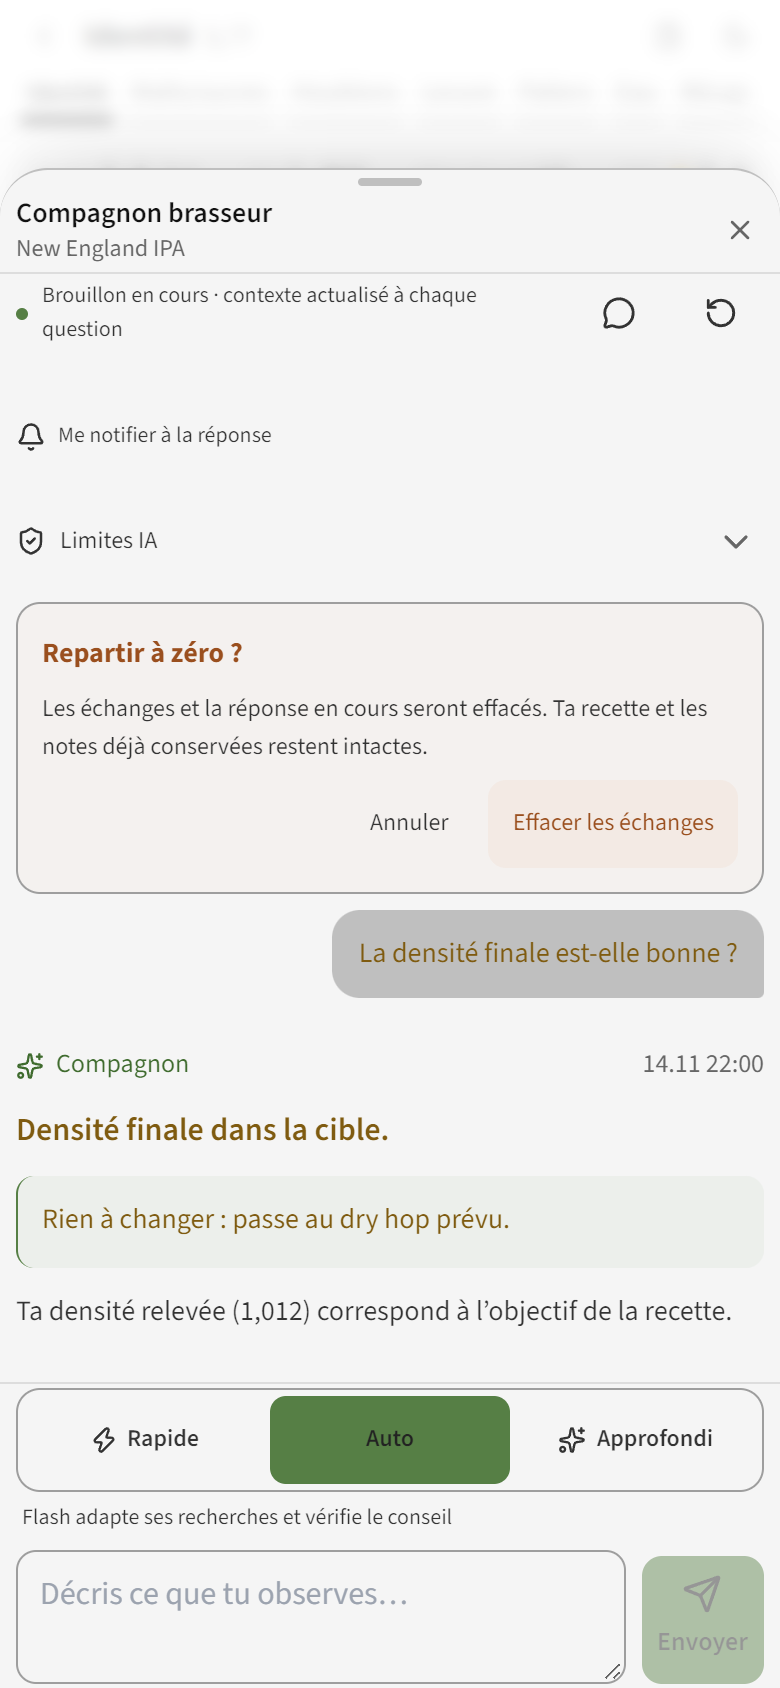 Compagnon brasseur
New England IPA
Brouillon en cours · contexte actualisé à chaque
question
Me notifier à la réponse
Limites IA
Repartir à zéro ?
Les échanges et la réponse en cours seront effacés. Ta recette et les
notes déjà conservées restent intactes.
Annuler
Effacer les échanges
La densité finale est-elle bonne ?
Compagnon
14.11 22:00
Densité finale dans la cible.
Rien à changer : passe au dry hop prévu.
Ta densité relevée (1,012) correspond à l’objectif de la recette.
Rapide
Auto
Approfondi
Flash adapte ses recherches et vérifie le conseil
Décris ce que tu observes…
Envoyer